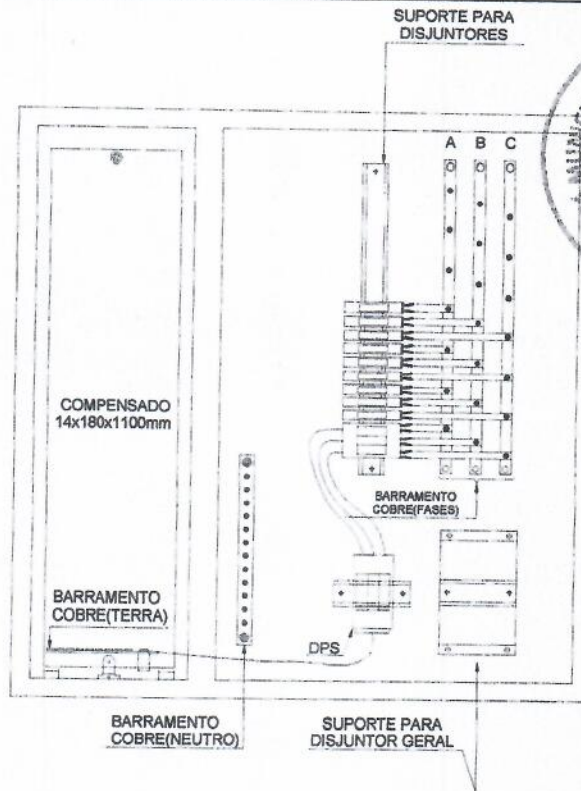 SUPORTE PARA
DISJUNTORES
A B C
COMPENSADO
14x180x1100mm
BARRAMENTO
COBRE(FASES)
BARRAMENTO
COBRE(TERRA)
DPS
BARRAMENTO
COBRE(NEUTRO)
SUPORTE PARA
DISJUNTOR GERAL